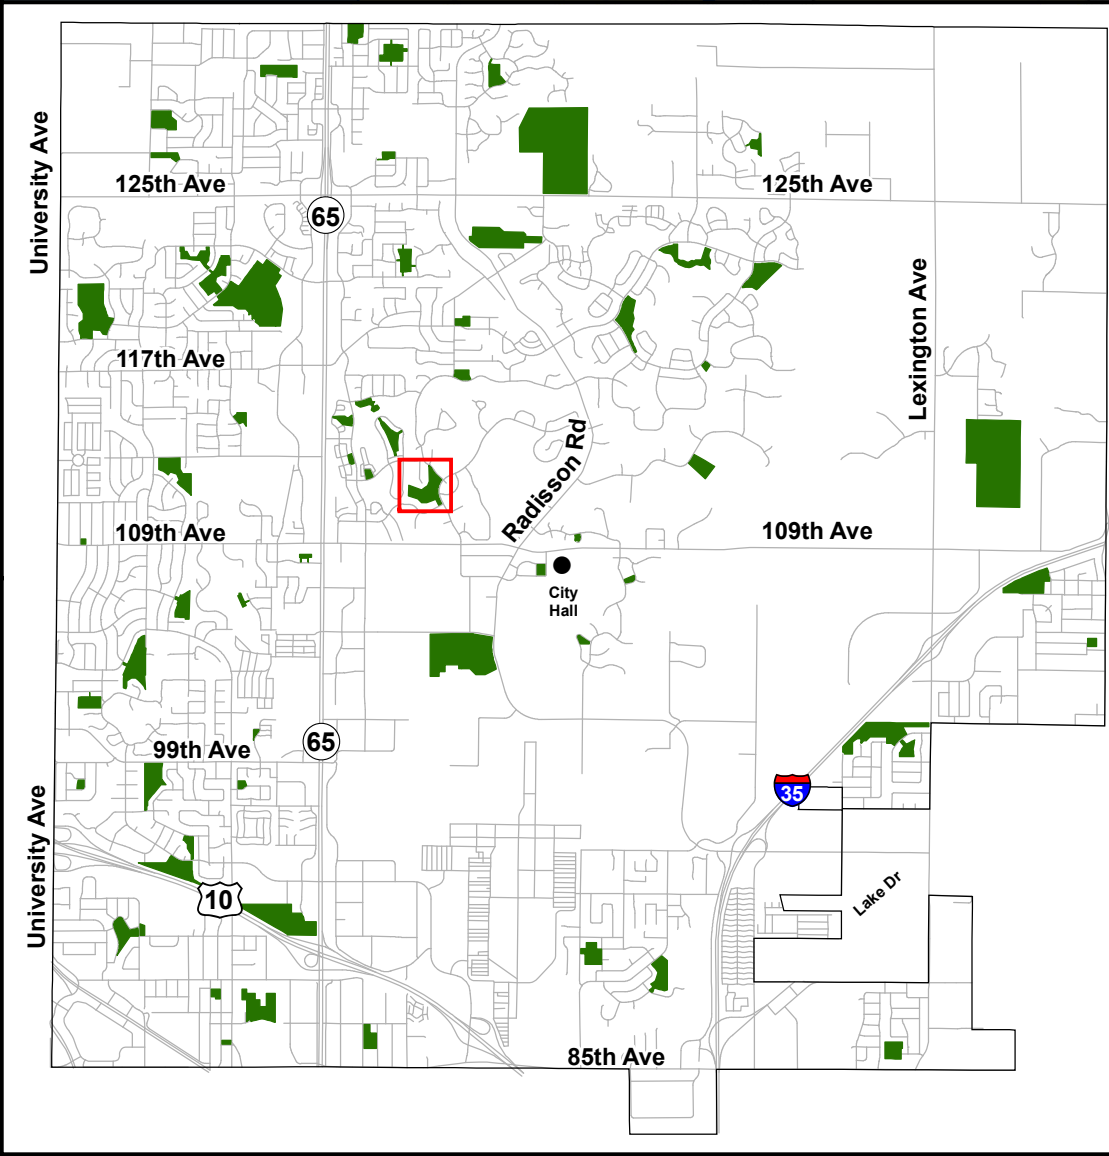 University Ave
125th Ave
125th Ave
65
117th Ave
Lexington Ave
Radisson Rd
109th Ave
109th Ave
City
Hall
99th Ave
65
35
University Ave
10
Lake Dr
85th Ave